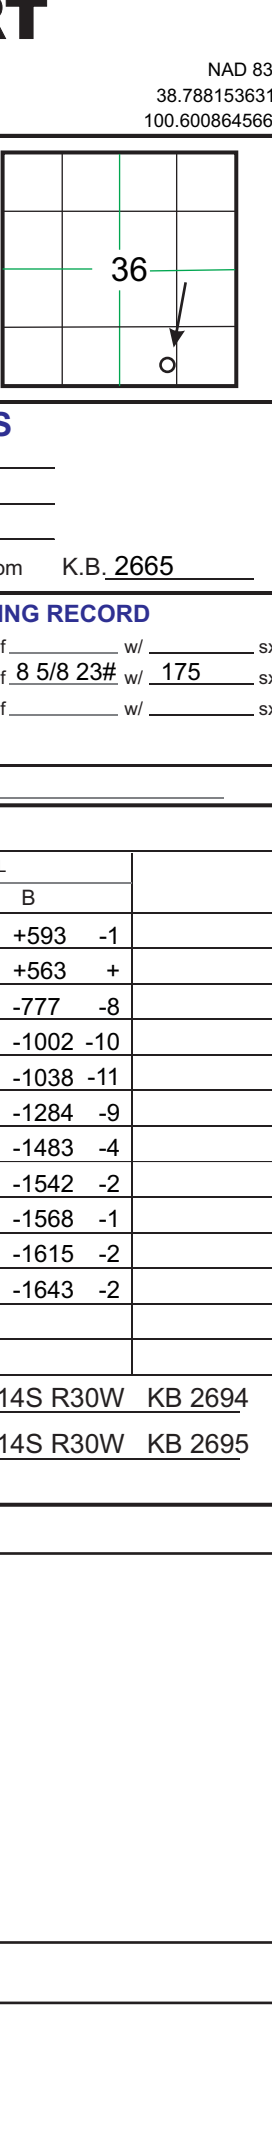 RT
NAD 83
38.788153631
100.600864566
36
S
om K.B. 2665
ING RECORD
f w/ sx
f 8 5/8 23# w/ 175 sx
f w/ sx
L
B
+593 -1
+563 +
-777 -8
-1002 -10
-1038 -11
-1284 -9
-1483 -4
-1542 -2
-1568 -1
-1615 -2
-1643 -2
14S R30W KB 2694
14S R30W KB 2695